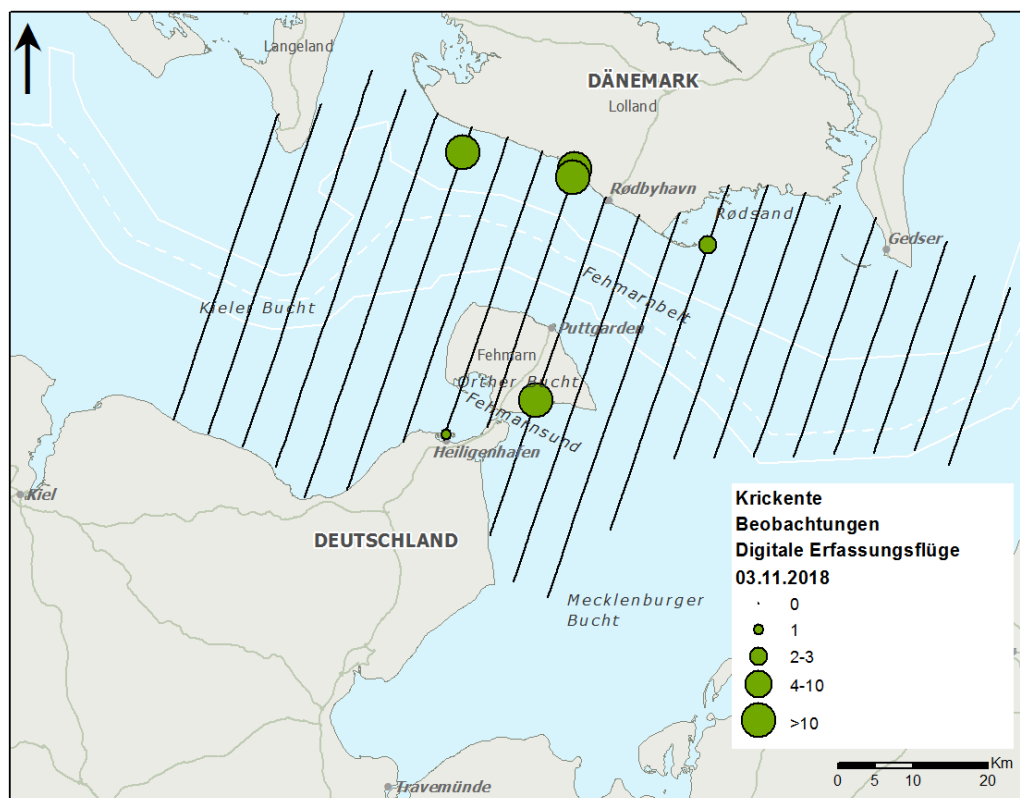 Langeland
DÄNEMARK
Lolland
Rødbyhavn
Rødsand
Gedser
Fehmarnbelt
Kieler Bucht
Puttgarden
Fehmarn
Orther Bucht
Fehmarnsund
Heiligenhafen
Kiel
DEUTSCHLAND
Mecklenburger
Bucht
Travemünde
Krickente
Beobachtungen
Digitale Erfassungsflüge
03.11.2018
0
1
2-3
4-10
>10
Km
0 5 10 20